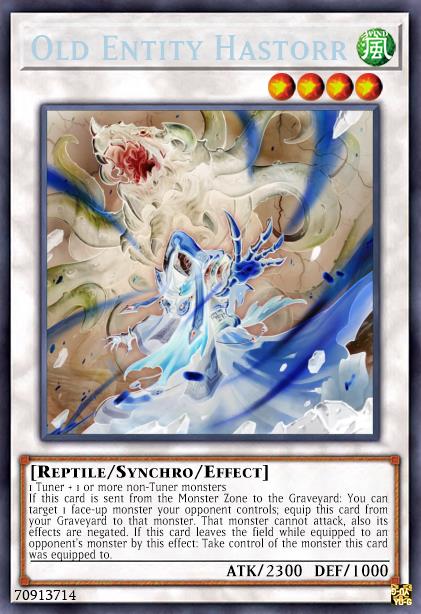 OLD ENTITY HASTORR
WIND
風
[REPTILE/SYNCHRO/EFFECT]
1 Tuner + 1 or more non-Tuner monsters
If this card is sent from the Monster Zone to the Graveyard: You can
target 1 face-up monster your opponent controls; equip this card from
your Graveyard to that monster. That monster cannot attack, also its
effects are negated. If this card leaves the field while equipped to an
opponent's monster by this effect: Take control of the monster this card
was equipped to.
ATK/2300 DEF/1000
70913714